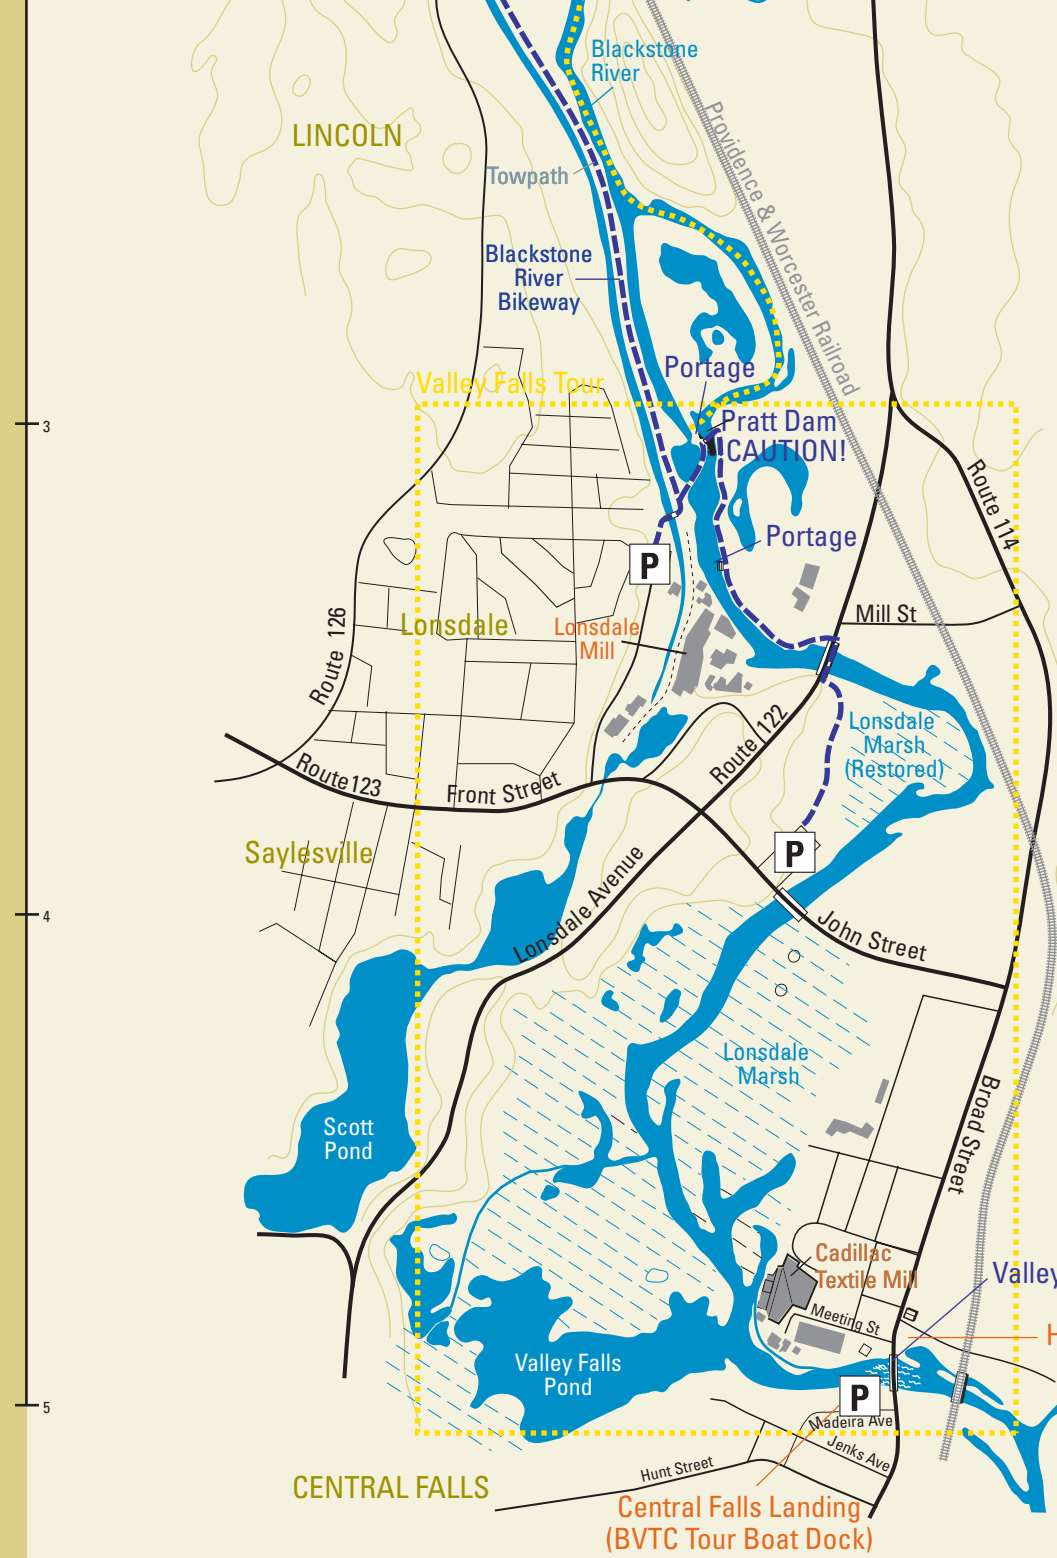 Blackstone
River
LINCOLN
Providence & Worcester Railroad
Towpath
Blackstone
River
Bikeway
Portage
Valley Falls Tour
3
Pratt Dam
CAUTION!
Route 114
Portage
P
Mill St
Route 126
Lonsdale
Lonsdale
Mill
Lonsdale
Marsh
(Restored)
Route 122
Route123
Front Street
Saylesville
P
Lonsdale Avenue
4
John Street
Lonsdale
Marsh
Broad Street
Scott
Pond
Cadillac
Textile Mill
Valley
Meeting St
H
Valley Falls
Pond
P
5
Madeira Ave
Jenks Ave
Hunt Street
CENTRAL FALLS
Central Falls Landing
(BVTC Tour Boat Dock)